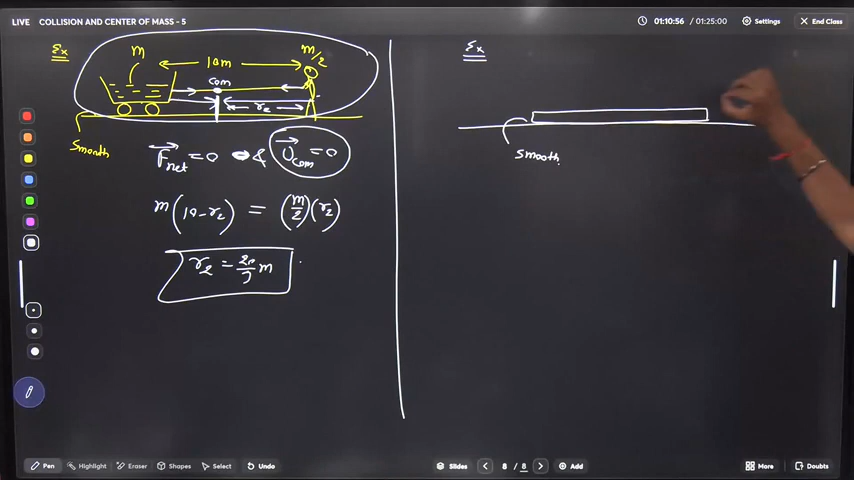 LIVE COLLISION AND CENTER OF MASS - 5
01:10:56 / 01:25:00
Settings
End Class
Ex
m
10m
m/2
com
r₂
Smooth
F⃗net = 0 & U⃗com = 0
m(10-r₂) = (m/2)(r₂)
r₂ = 20/3 m
Ex
Smooth
Pen
Highlight
Eraser
Shapes
Select
Undo
Slides
8 / 8
Add
More
Doubts